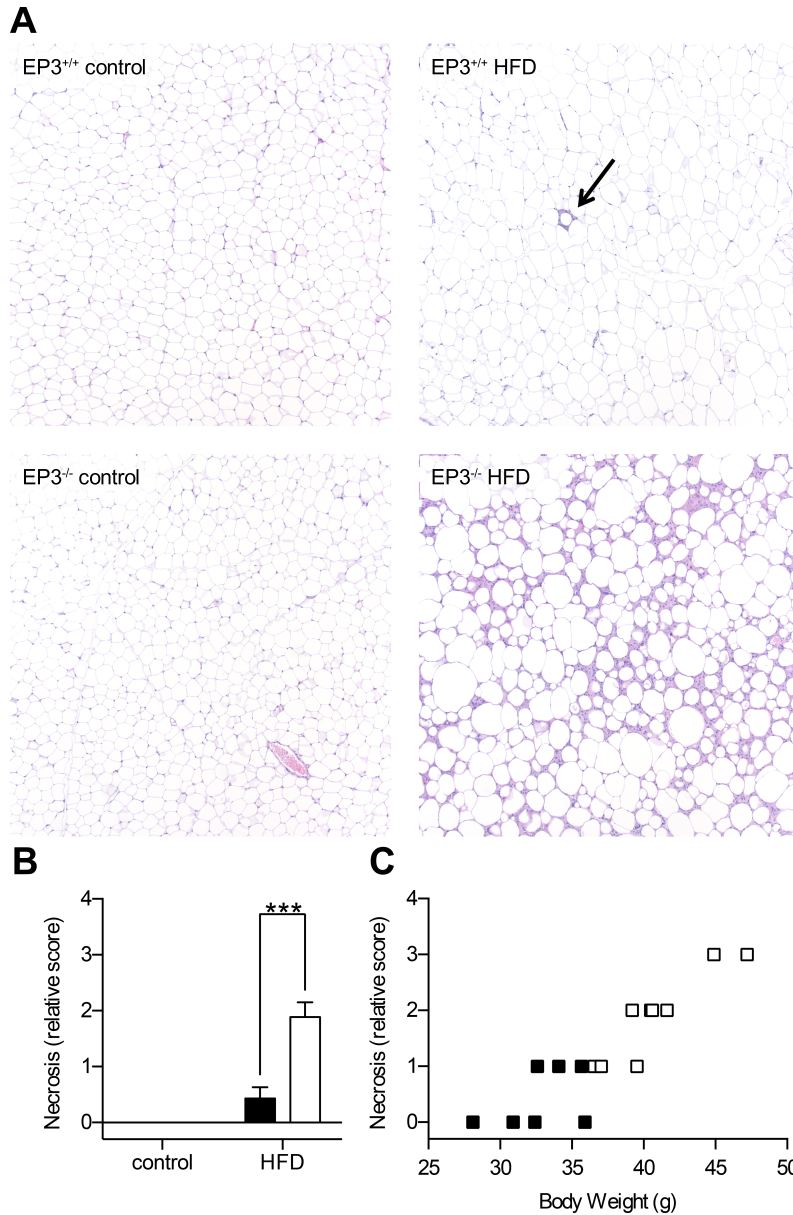 A
EP3+/+ control
EP3+/+ HFD
EP3-/- control
EP3-/- HFD
B
C
Necrosis (relative score)
4
3
2
1
0
***
control
HFD
Necrosis (relative score)
4
3
2
1
0
25
30
35
40
45
50
Body Weight (g)